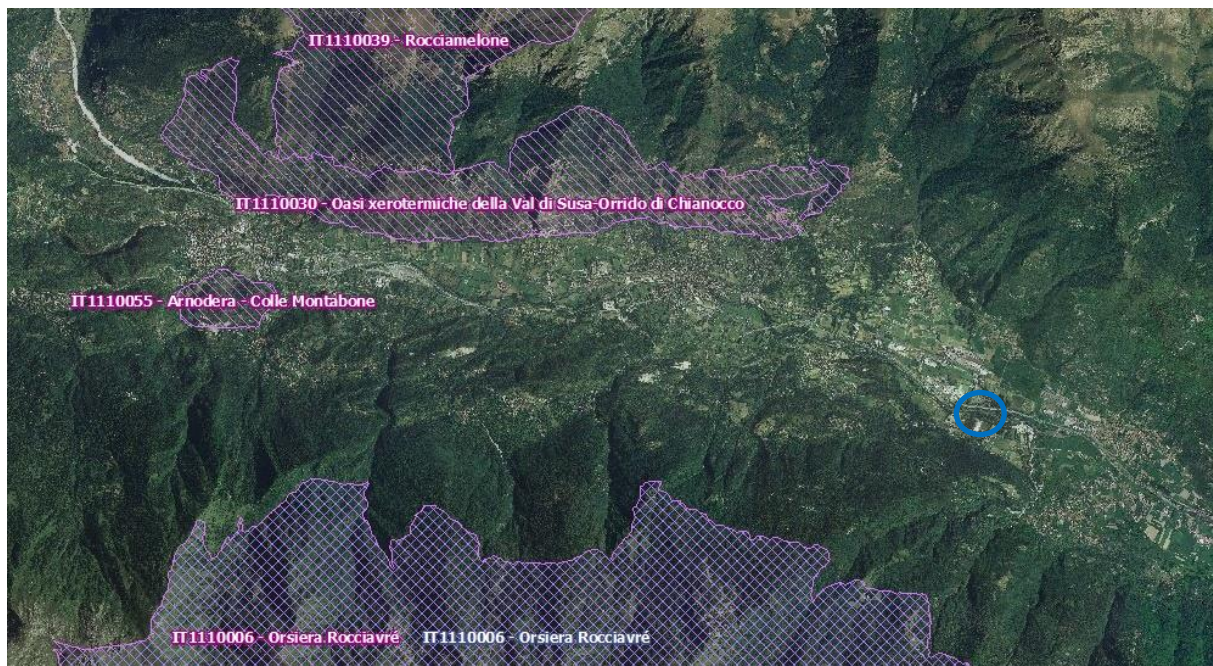 IT1110039 - Rocciamelone
IT1110030 - Oasi xerotermiche della Val di Susa-Orrido di Chianocco
IT1110055 - Arnodera - Colle Montabone
IT1110006 - Orsiera Rocciavré
IT1110006 - Orsiera Rocciavré